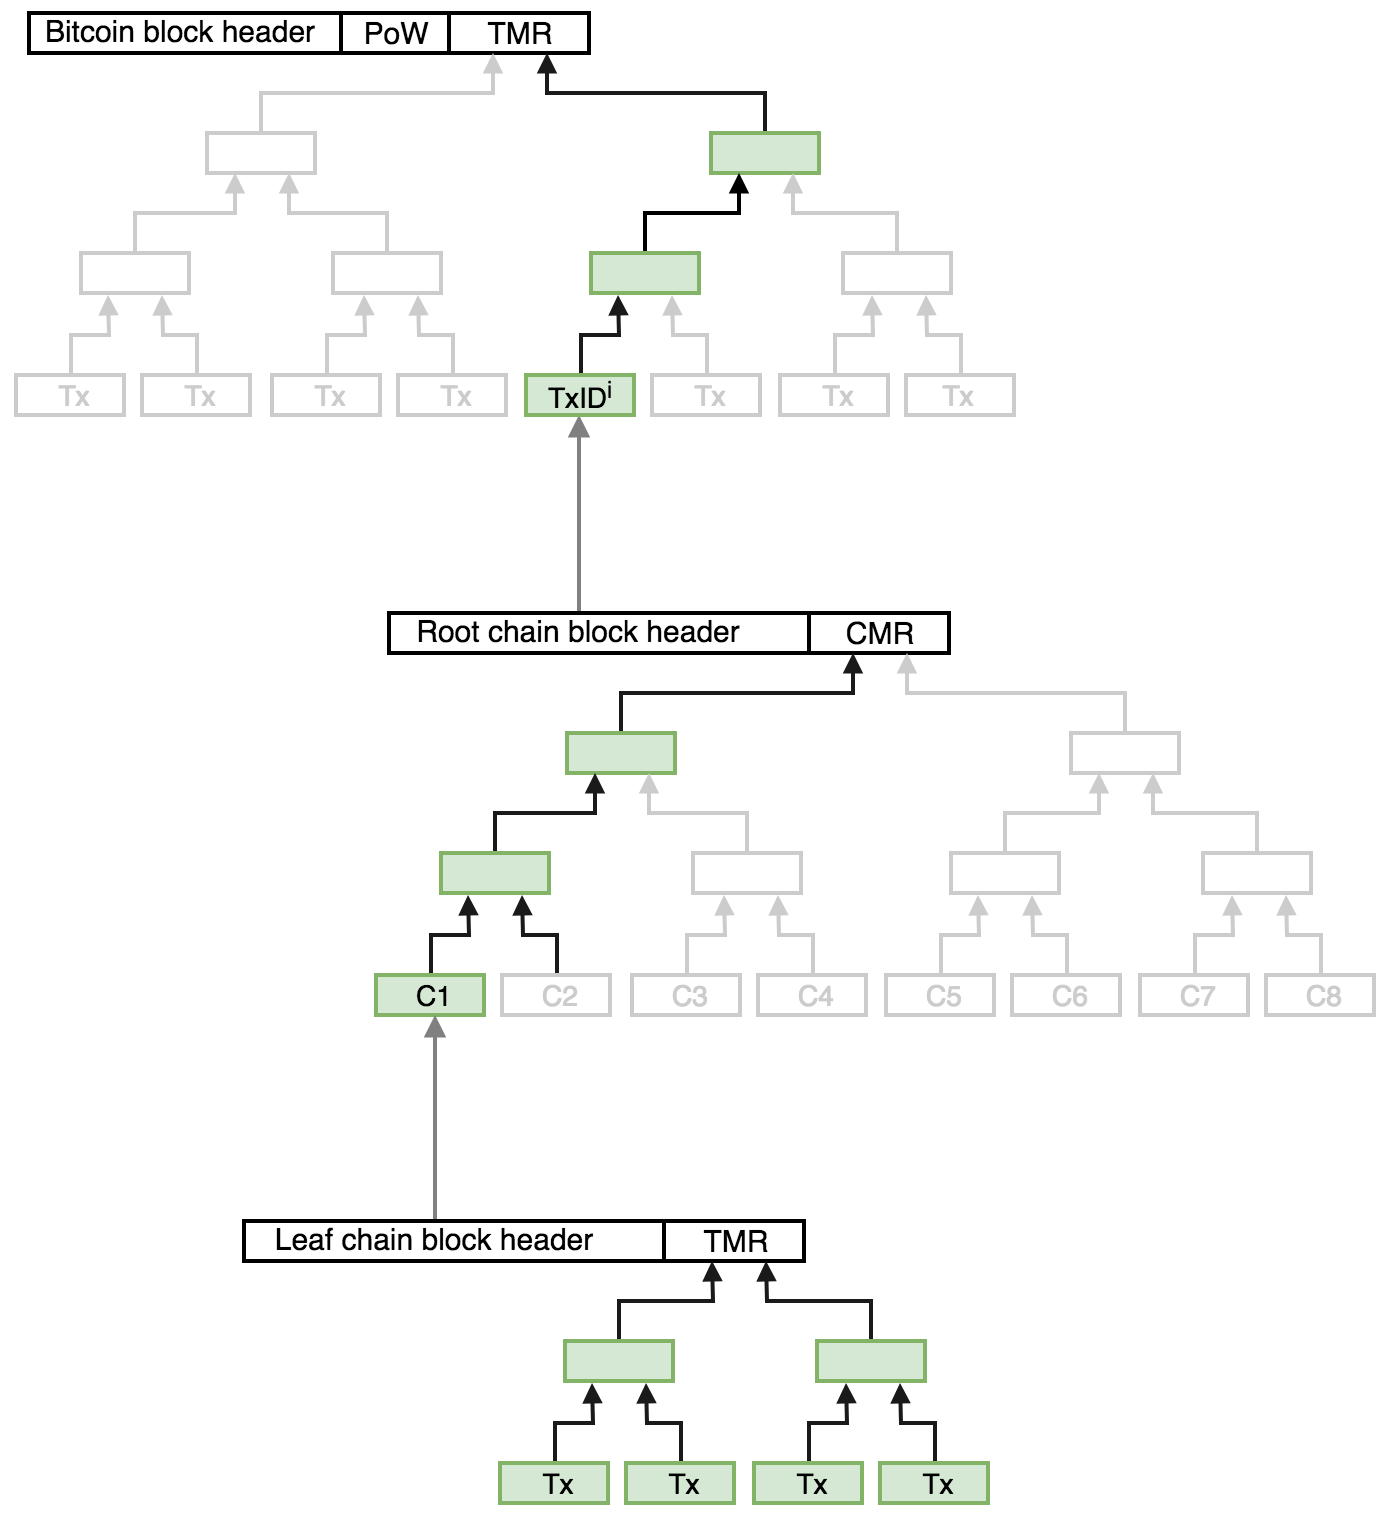 Bitcoin block header PoW TMR
Tx Tx Tx Tx TxIDⁱ Tx Tx Tx
Root chain block header CMR
C1 C2 C3 C4 C5 C6 C7 C8
Leaf chain block header TMR
Tx Tx Tx Tx